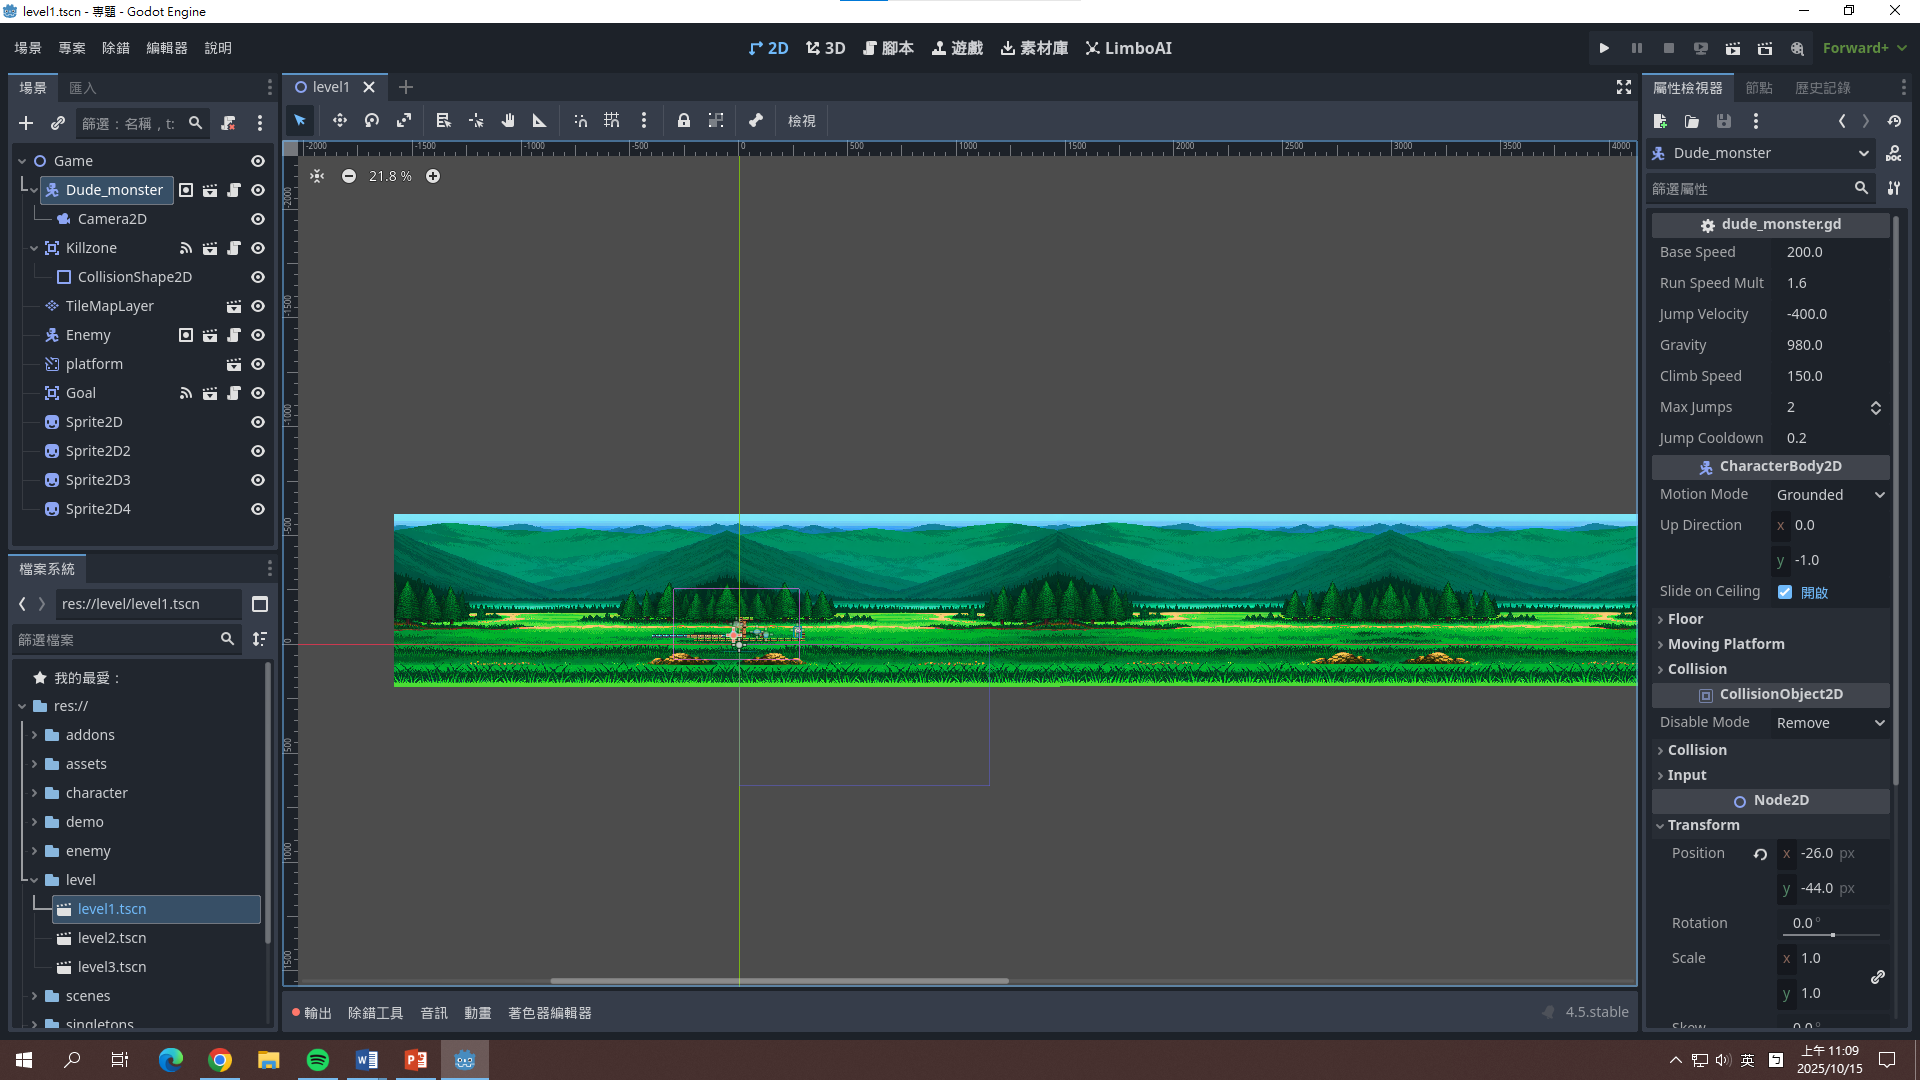 level1.tscn - 專題 - Godot Engine
場景 專案 除錯 編輯器 說明
2D 3D 腳本 遊戲 素材庫 LimboAI
Forward+
場景 匯入
篩選：名稱，t:
Game
Dude_monster
Camera2D
Killzone
CollisionShape2D
TileMapLayer
Enemy
platform
Goal
Sprite2D
Sprite2D2
Sprite2D3
Sprite2D4
檔案系統
res://level/level1.tscn
篩選檔案
我的最愛：
res://
addons
assets
character
demo
enemy
level
level1.tscn
level2.tscn
level3.tscn
scenes
singletons
level1
檢視
-2000 -1500 -1000 -500 0 500 1000 1500 2000 2500 3000 3500 4000
21.8 %
-2000
-1500
-1000
-500
0
500
1000
1500
輸出 除錯工具 音訊 動畫 著色器編輯器
4.5.stable
屬性檢視器 節點 歷史記錄
Dude_monster
DOC
篩選屬性
dude_monster.gd
Base Speed 200.0
Run Speed Mult 1.6
Jump Velocity -400.0
Gravity 980.0
Climb Speed 150.0
Max Jumps 2
Jump Cooldown 0.2
CharacterBody2D
Motion Mode Grounded
Up Direction x 0.0
y -1.0
Slide on Ceiling 開啟
Floor
Moving Platform
Collision
CollisionObject2D
Disable Mode Remove
Collision
Input
Node2D
Transform
Position x -26.0 px
y -44.0 px
Rotation 0.0 °
Scale x 1.0
y 1.0
Skew 0.0 °
英
上午 11:09
2025/10/15